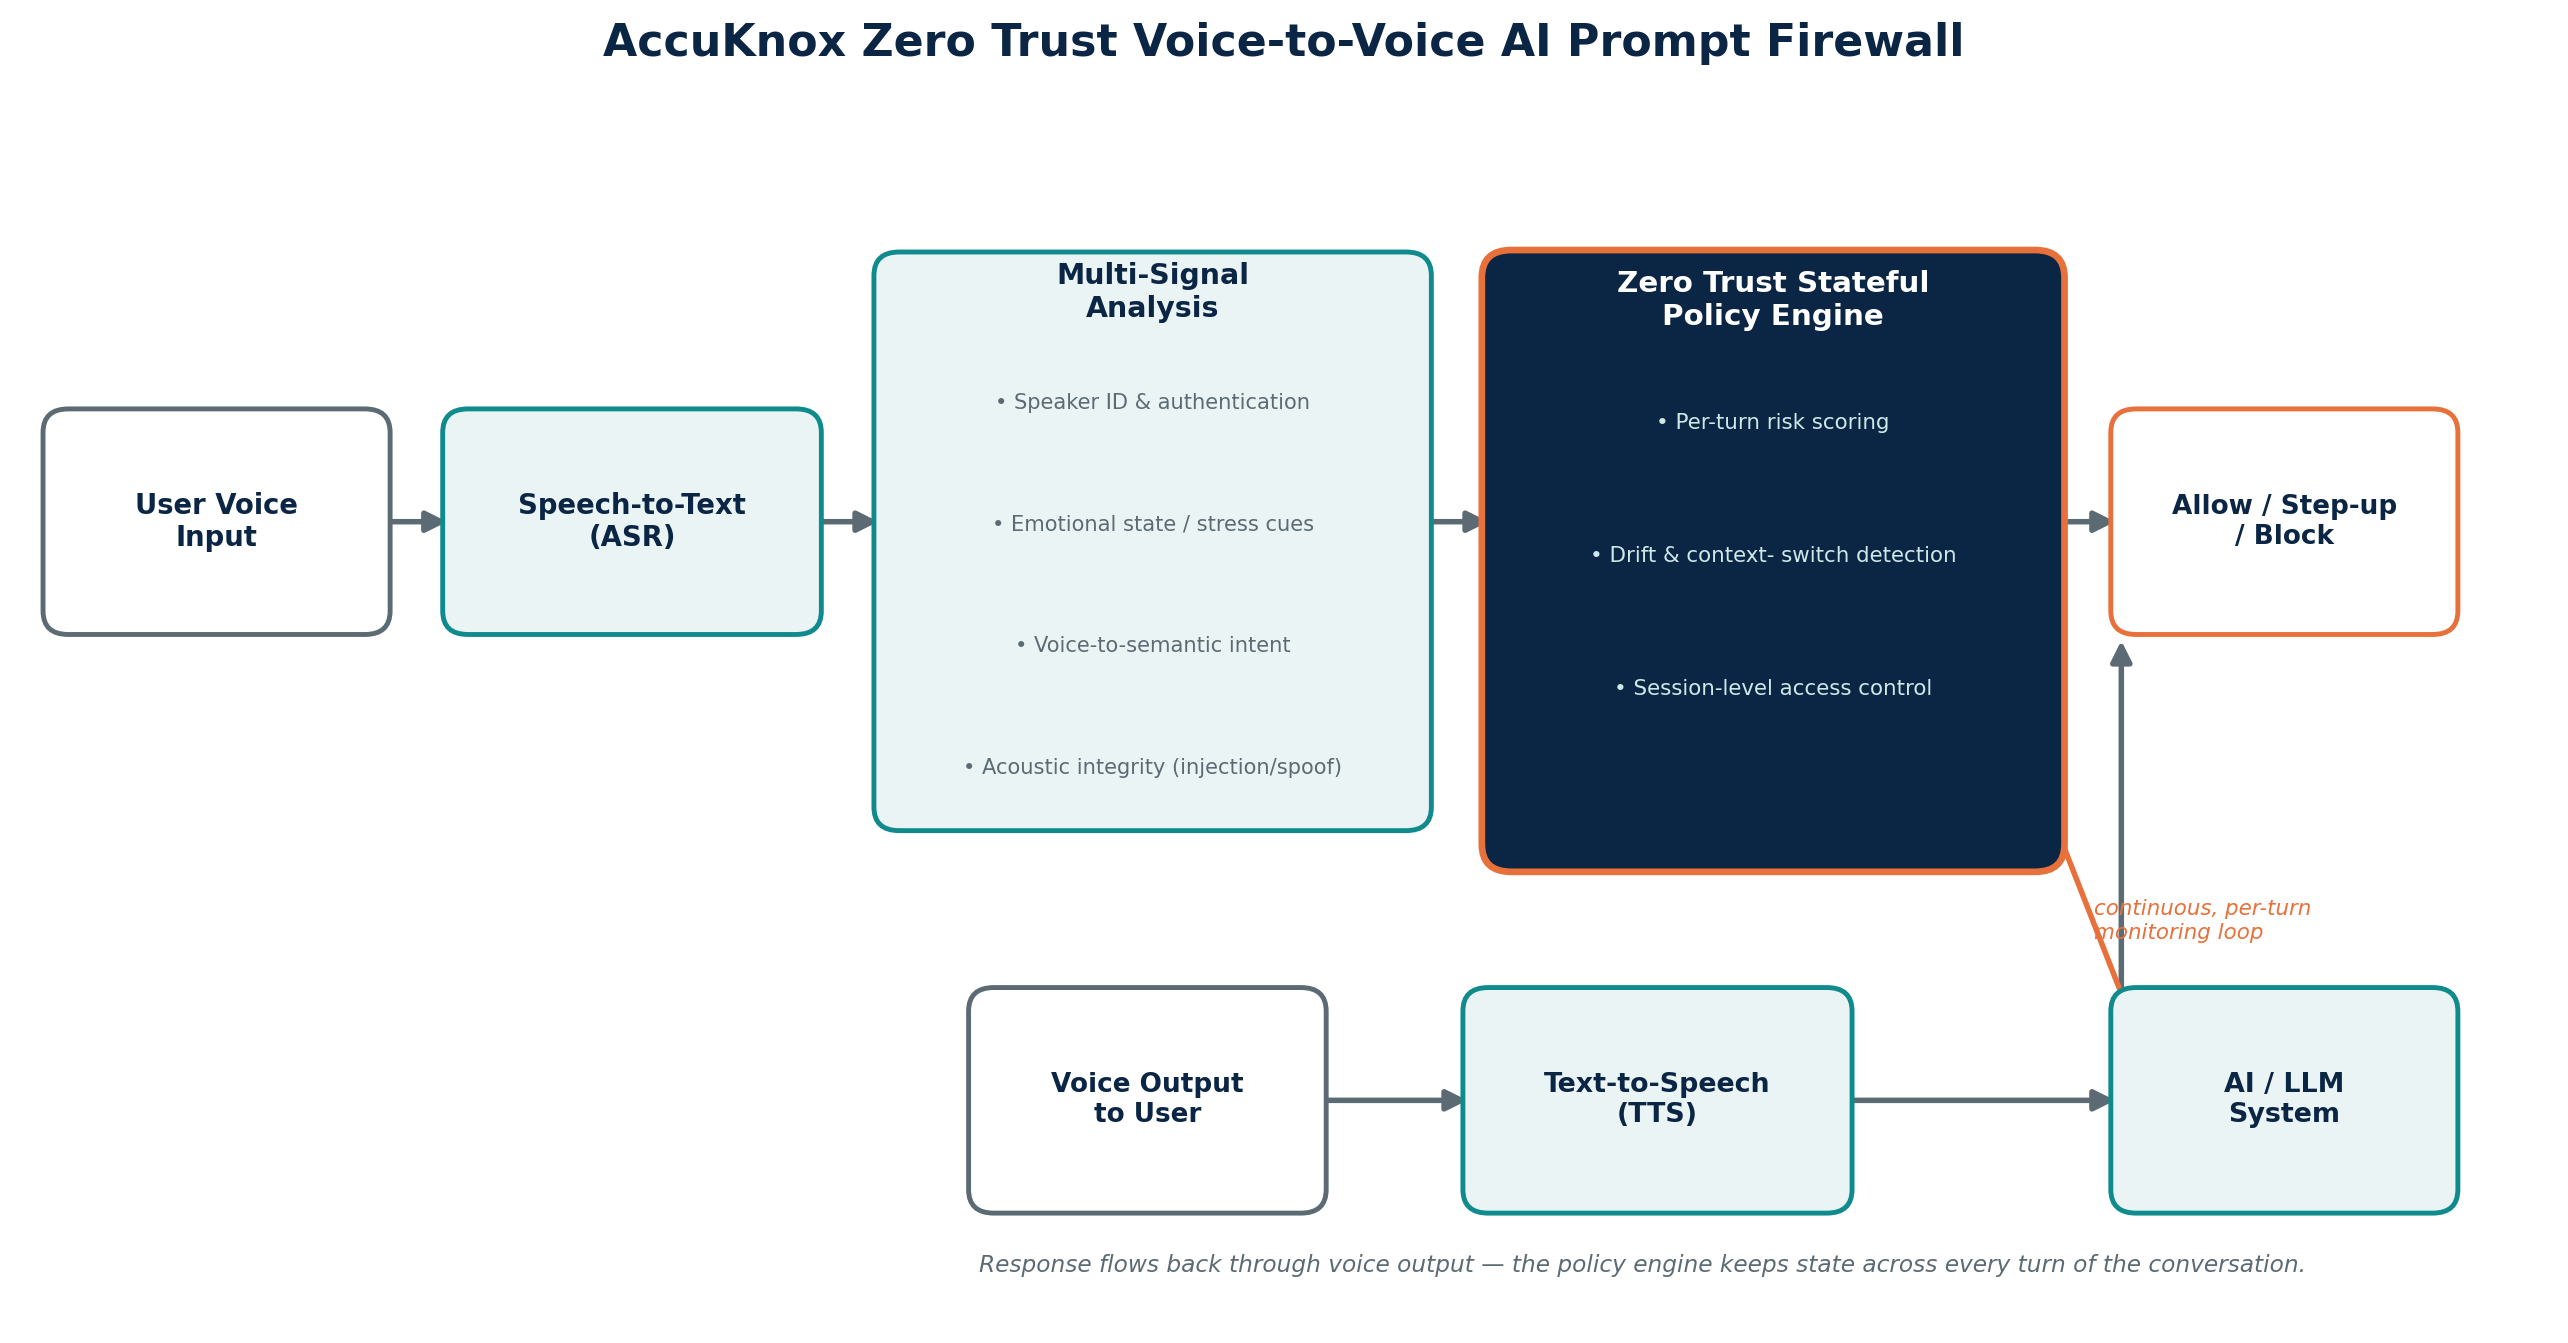 AccuKnox Zero Trust Voice-to-Voice AI Prompt Firewall
User Voice
Input
Speech-to-Text
(ASR)
Multi-Signal
Analysis
• Speaker ID & authentication
• Emotional state / stress cues
• Voice-to-semantic intent
• Acoustic integrity (injection/spoof)
Zero Trust Stateful
Policy Engine
• Per-turn risk scoring
• Drift & context- switch detection
• Session-level access control
Allow / Step-up
/ Block
continuous, per-turn
monitoring loop
Voice Output
to User
Text-to-Speech
(TTS)
AI / LLM
System
Response flows back through voice output — the policy engine keeps state across every turn of the conversation.